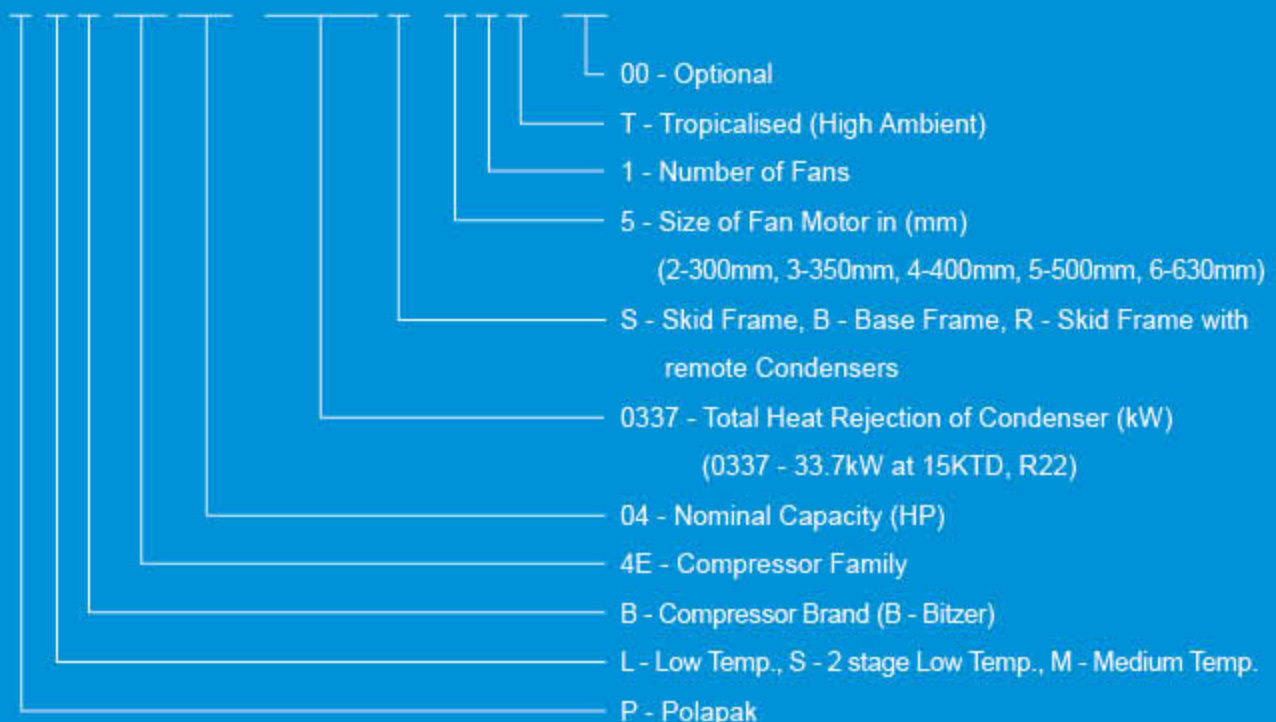 00 - Optional
T - Tropicalised (High Ambient)
1 - Number of Fans
5 - Size of Fan Motor in (mm)
(2-300mm, 3-350mm, 4-400mm, 5-500mm, 6-630mm)
S - Skid Frame, B - Base Frame, R - Skid Frame with
remote Condensers
0337 - Total Heat Rejection of Condenser (kW)
(0337 - 33.7kW at 15KTD, R22)
04 - Nominal Capacity (HP)
4E - Compressor Family
B - Compressor Brand (B - Bitzer)
L - Low Temp., S - 2 stage Low Temp., M - Medium Temp.
P - Polapak